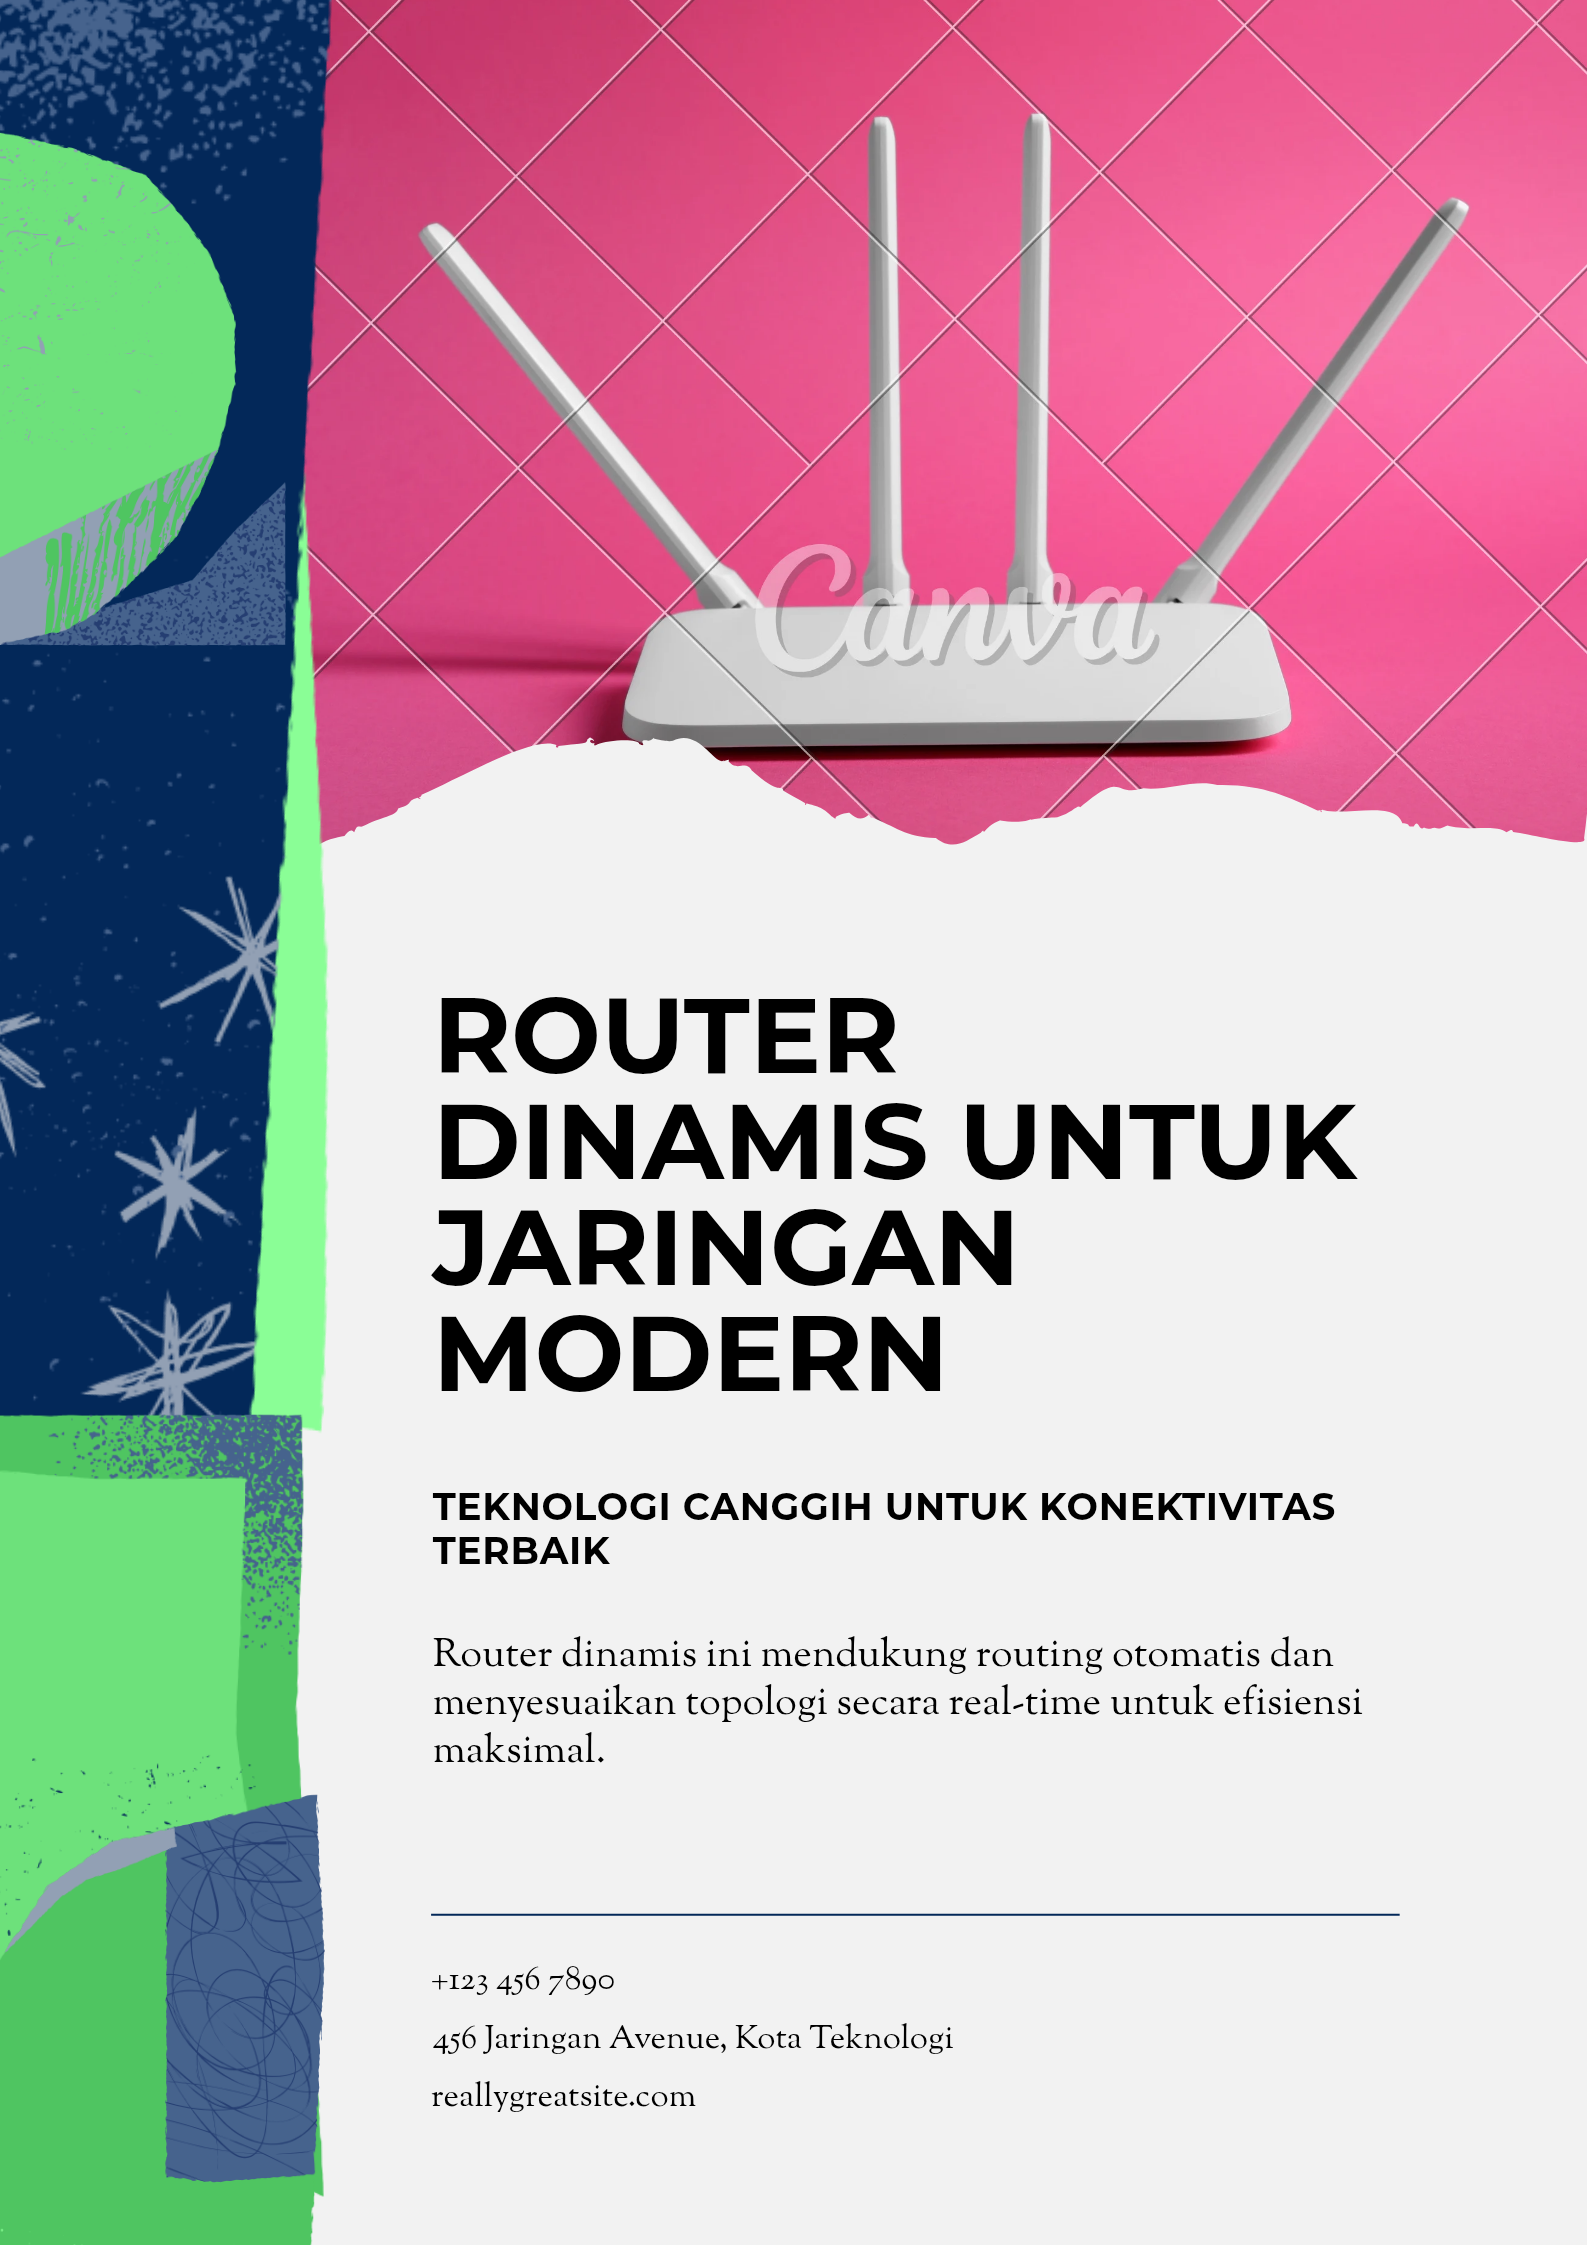 Canva
ROUTER
DINAMIS UNTUK
JARINGAN
MODERN
TEKNOLOGI CANGGIH UNTUK KONEKTIVITAS
TERBAIK
Router dinamis ini mendukung routing otomatis dan
menyesuaikan topologi secara real-time untuk efisiensi
maksimal.
+123 456 7890
456 Jaringan Avenue, Kota Teknologi
reallygreatsite.com